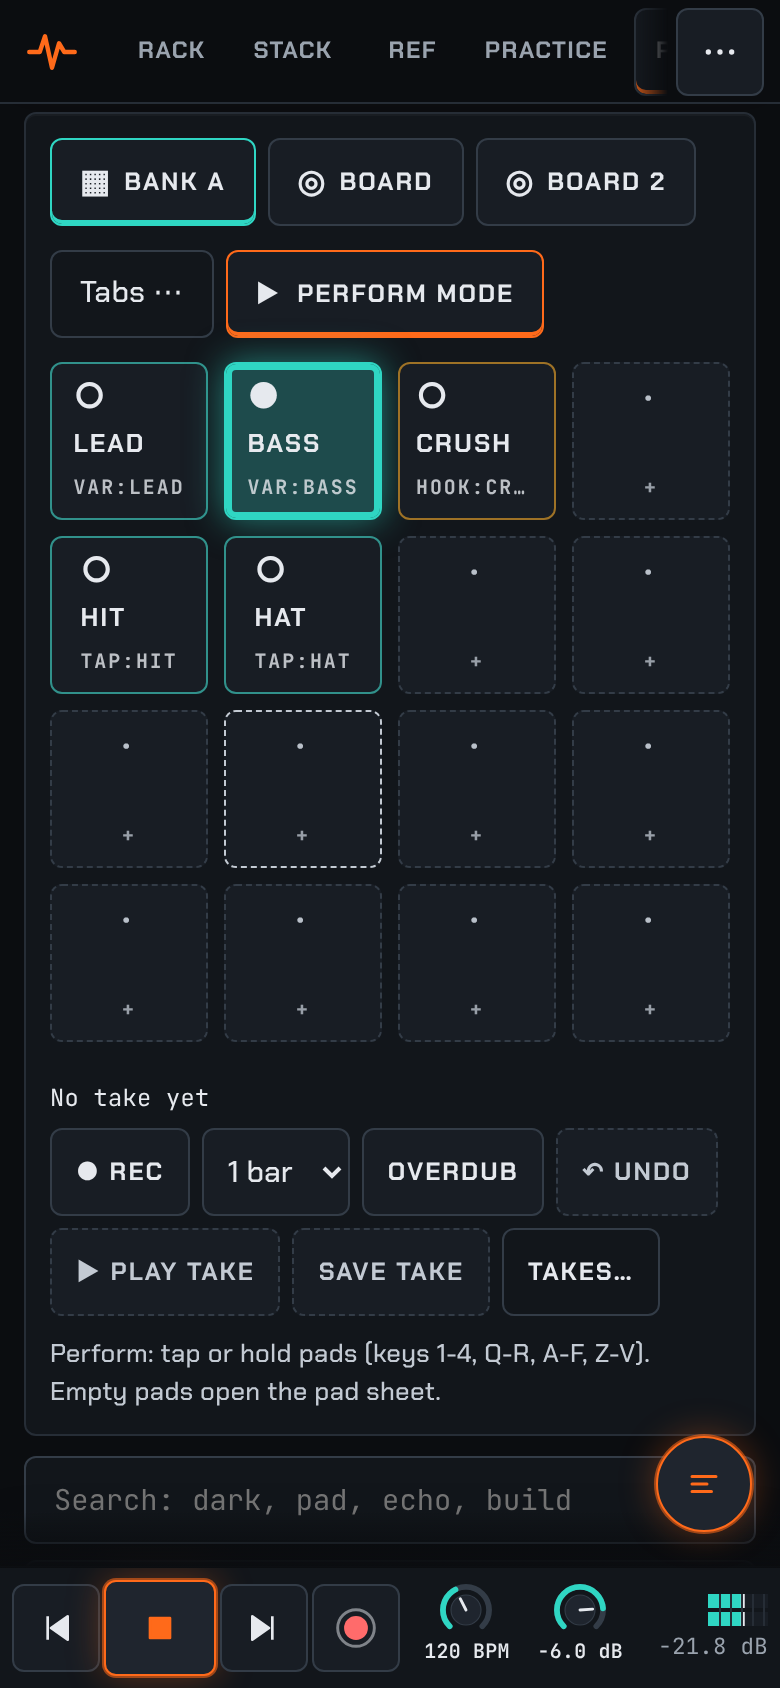 RACK STACK REF PRACTICE ...
BANK A BOARD BOARD 2
Tabs ··· PERFORM MODE
LEAD BASS CRUSH
VAR:LEAD VAR:BASS HOOK:CR…
HIT HAT
TAP:HIT TAP:HAT
No take yet
REC 1 bar OVERDUB ↶ UNDO
▶ PLAY TAKE SAVE TAKE TAKES…
Perform: tap or hold pads (keys 1-4, Q-R, A-F, Z-V).
Empty pads open the pad sheet.
Search: dark, pad, echo, build
120 BPM -6.0 dB -21.8 dB